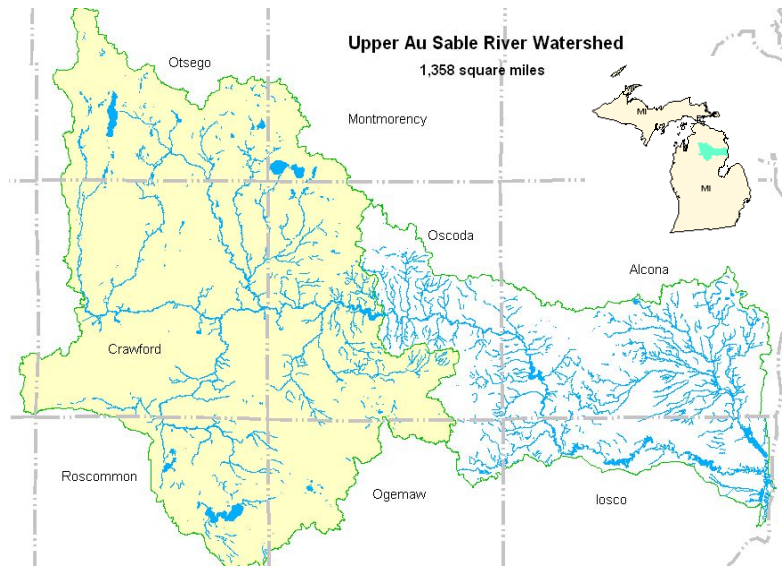 Upper Au Sable River Watershed
1,358 square miles
Otsego
Montmorency
MI
MI
Oscoda
Alcona
Crawford
Roscommon
Ogemaw
Iosco